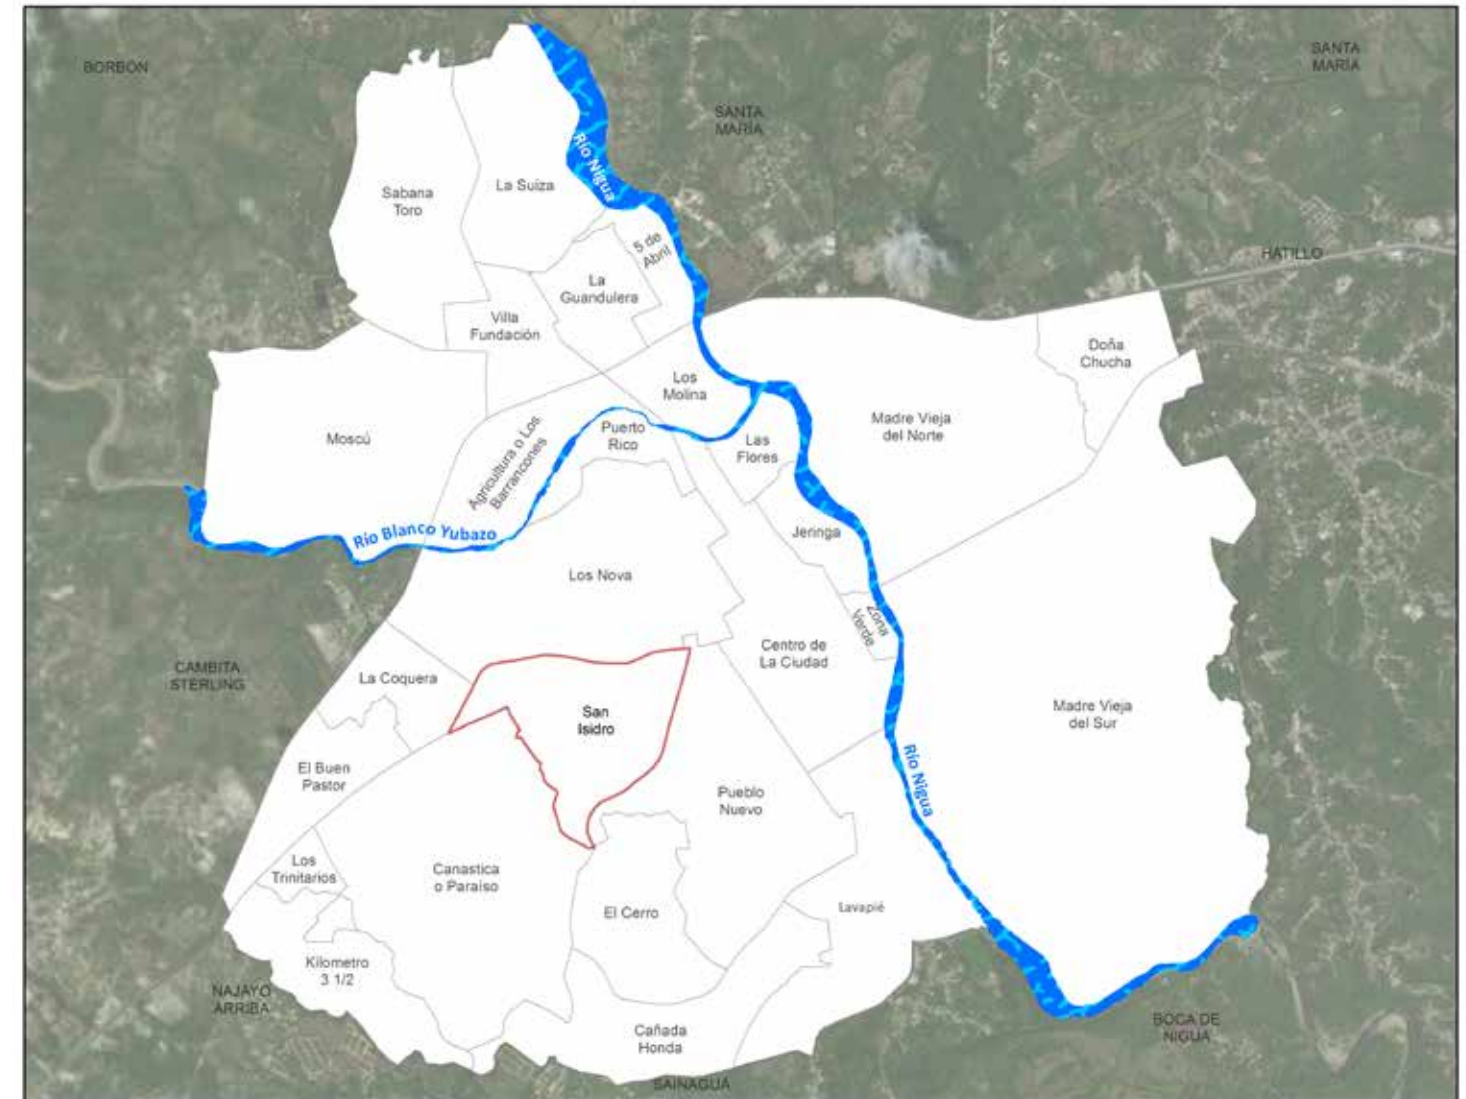 BORBON
SANTA
MARÍA
SANTA
MARÍA
Río Nigua
La Suiza
Sabana
Toro
5 de
Abril
HATILLO
La
Guandulera
Villa
Fundación
Doña
Chucha
Los
Molina
Madre Vieja
del Norte
Moscú
Puerto
Rico
Las
Flores
Agricultura o Los
Barrancones
Río Blanco Yubazo
Jeringa
Los Nova
Zona
Verde
Centro de
La Ciudad
CAMBITA
STERLING
La Coquera
San
Isidro
Madre Vieja
del Sur
El Buen
Pastor
Río Nigua
Pueblo
Nuevo
Los
Trinitarios
Canastica
o Paraíso
El Cerro
Lavapié
Kilometro
3 1/2
NAJAYO
ARRIBA
BOCA DE
NIGUA
Cañada
Honda
SAINAGUÁ